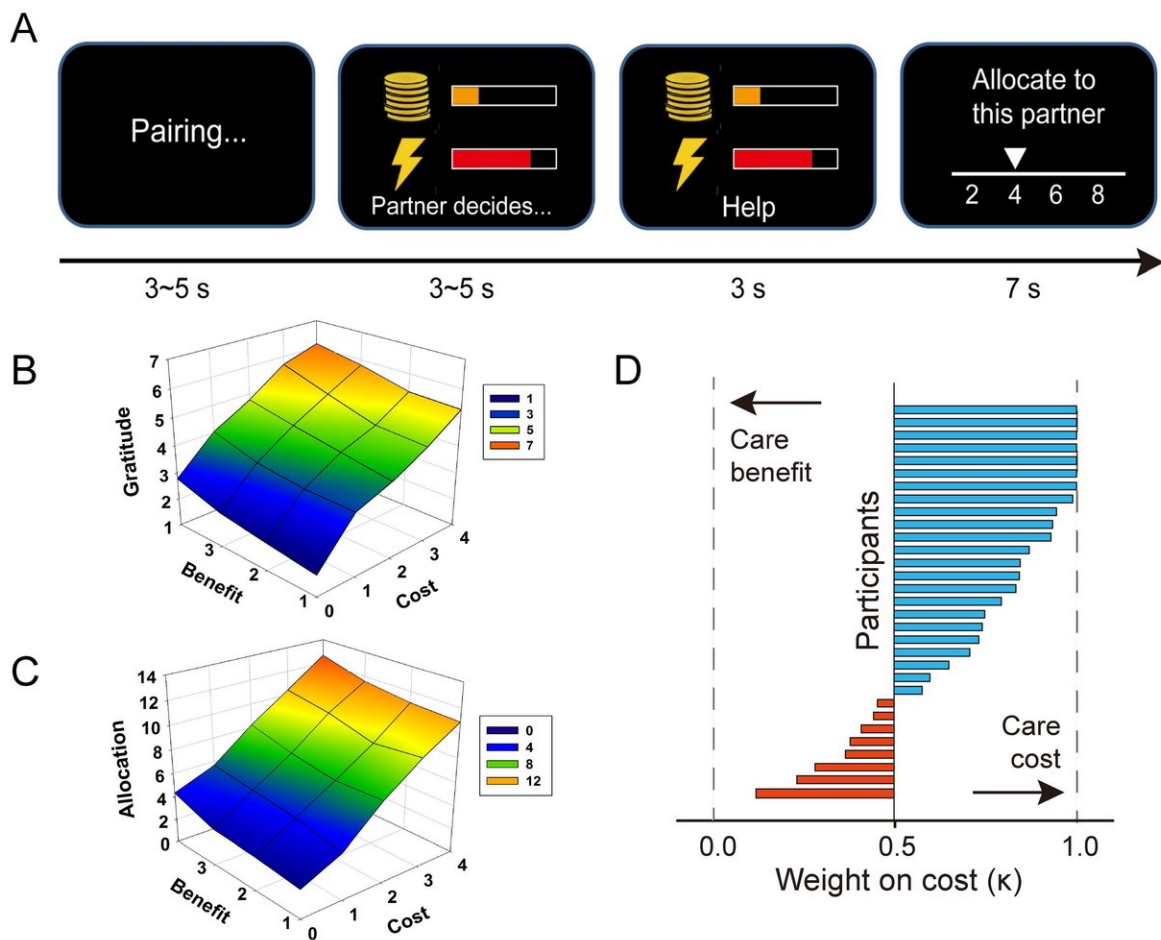 A
Pairing...
Partner decides...
Help
Allocate to
this partner
2 4 6 8
3~5 s 3~5 s 3 s 7 s
B
7
6
5
4
3
2
1
Gratitude
3
2
1
Benefit
0
1
2
3
4
Cost
1
3
5
7
C
14
12
10
8
6
4
2
0
Allocation
3
2
1
Benefit
0
1
2
3
4
Cost
0
4
8
12
D
Care
benefit
Participants
Care
cost
0.0 0.5 1.0
Weight on cost (κ)